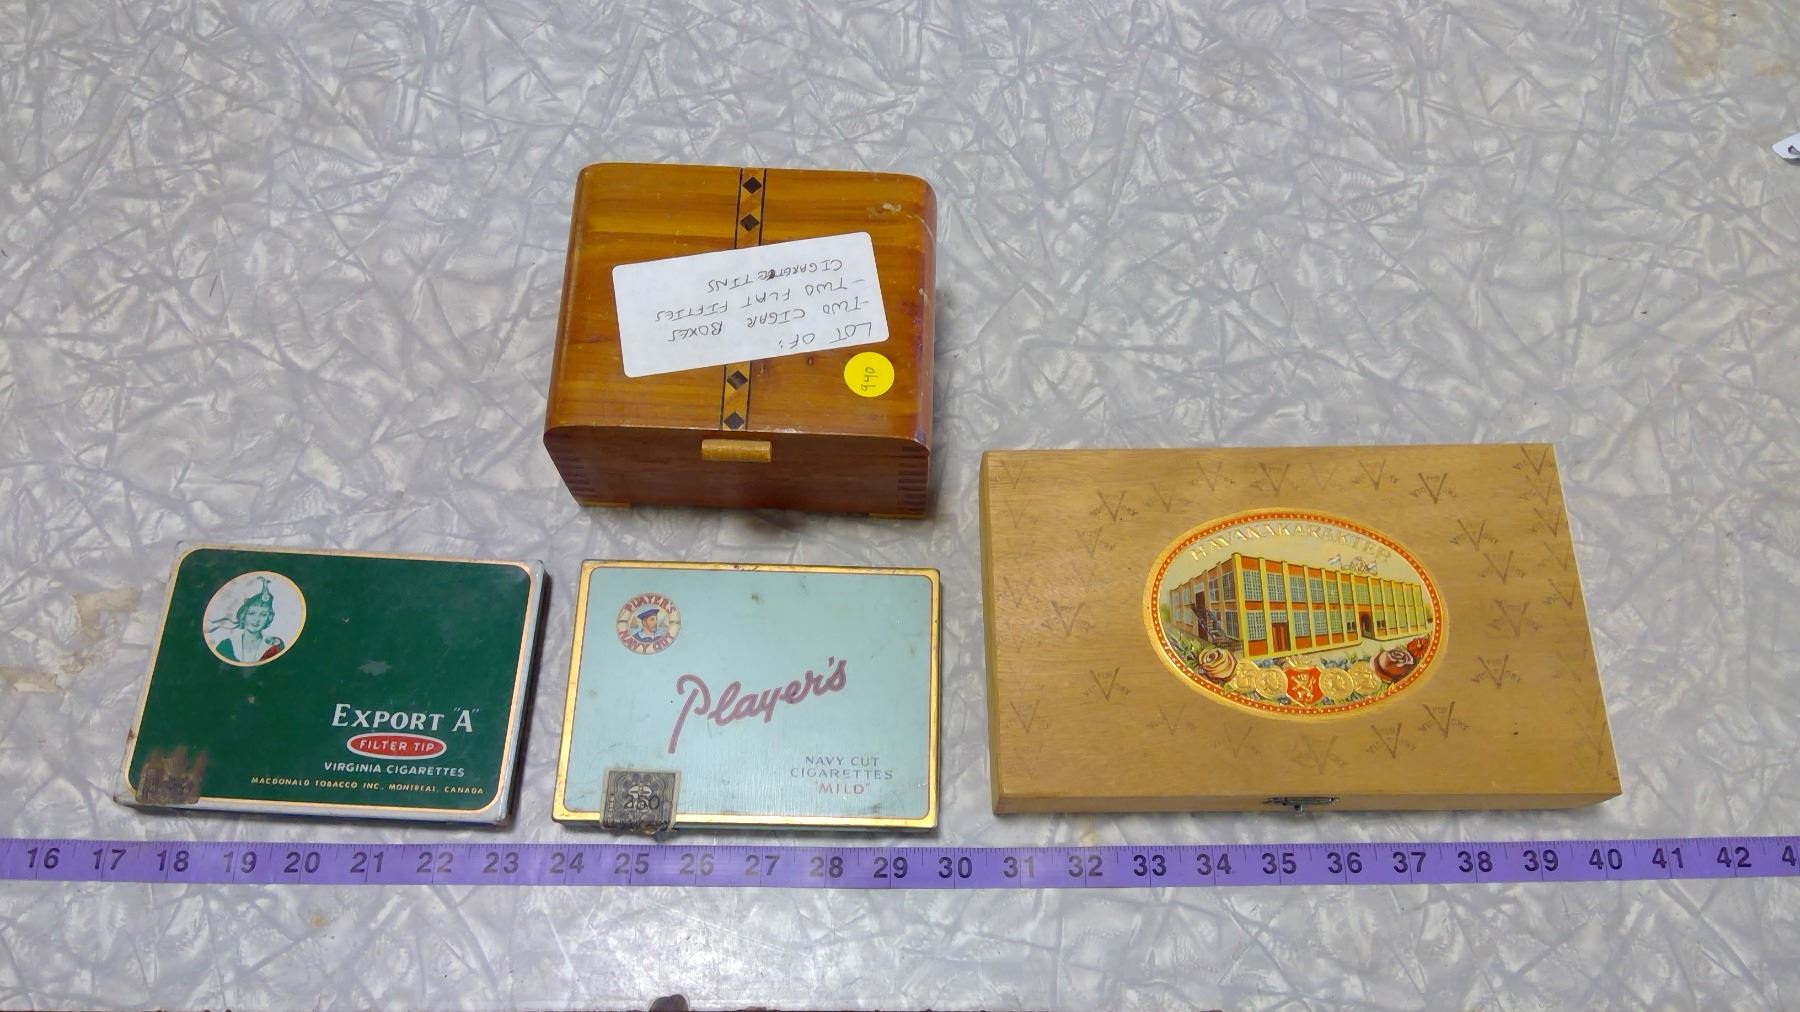 LOT OF:
-TWO CIGAR BOXES
-TWO FLAT FIFTIES
CIGARETTE TINS
940
EXPORT "A"
FILTER TIP
VIRGINIA CIGARETTES
MACDONALD TOBACCO INC., MONTREAL, CANADA
PLAYER'S
NAVY CUT
Player's
NAVY CUT
CIGARETTES
"MILD"
250
HAVANAKARAKTER
16 17 18 19 20 21 22 23 24 25 26 27 28 29 30 31 32 33 34 35 36 37 38 39 40 41 42